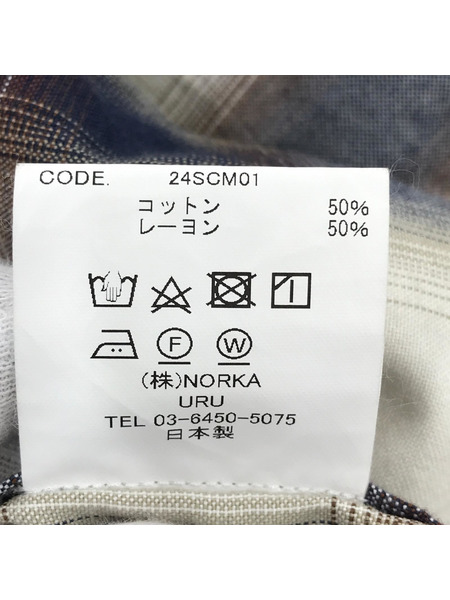 CODE. 24SCM01
コットン 50%
レーヨン 50%
F W
(株)NORKA
URU
TEL 03-6450-5075
日本製